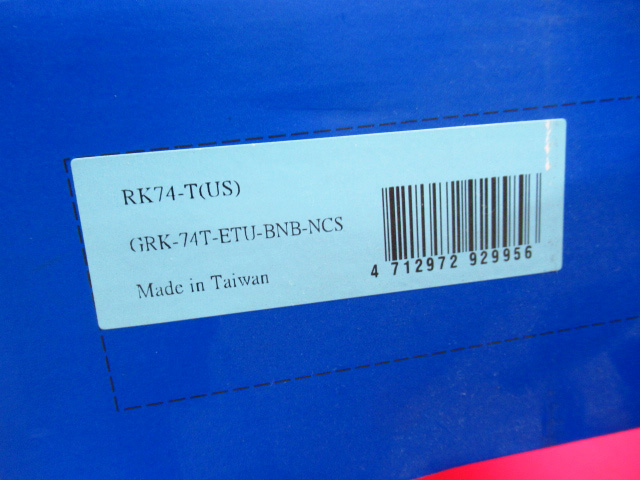 RK74-T(US)
GRK-74T-ETU-BNB-NCS
Made in Taiwan
4 712972 929956